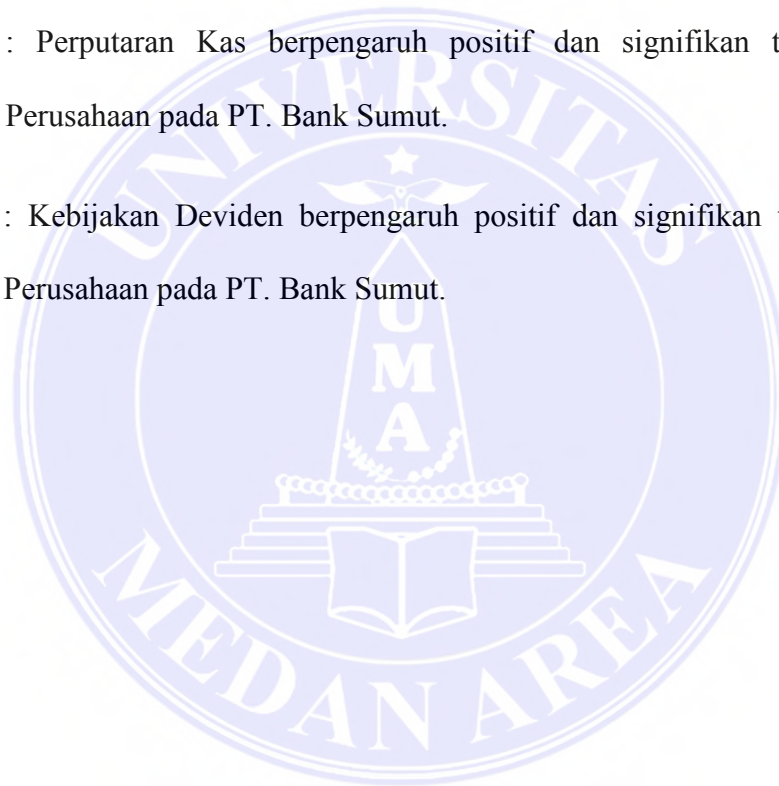 : Perputaran Kas berpengaruh positif dan signifikan t
Perusahaan pada PT. Bank Sumut.
: Kebijakan Deviden berpengaruh positif dan signifikan
Perusahaan pada PT. Bank Sumut.
UNIVERSITAS
UMA
MEDAN AREA